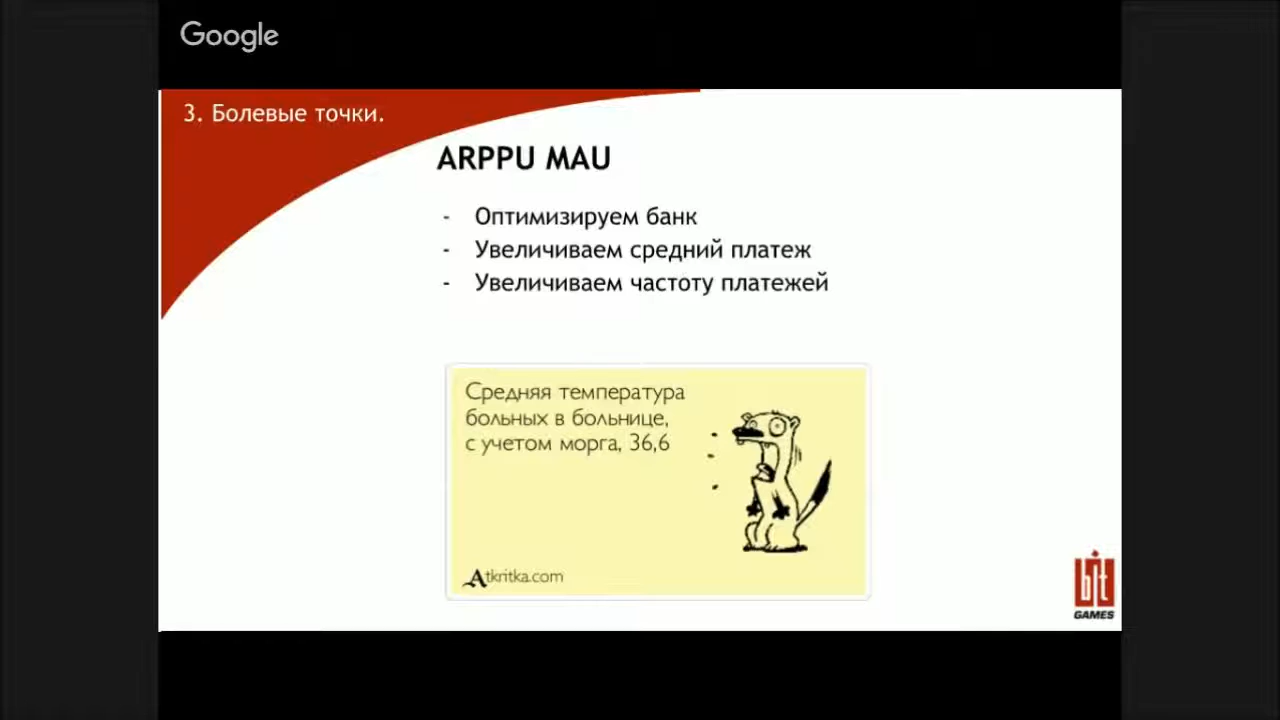 Google
3. Болевые точки.
ARPPU MAU
- Оптимизируем банк
- Увеличиваем средний платеж
- Увеличиваем частоту платежей
Средняя температура
больных в больнице,
с учетом морга, 36,6
Atkritka.com
bit
GAMES